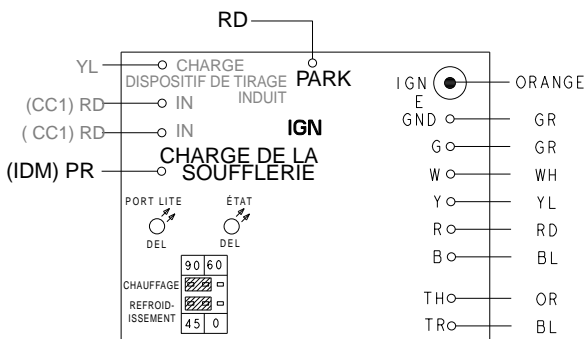 RD
YL
CHARGE
DISPOSITIF DE TIRAGE
INDUIT
PARK
(CC1) RD
IN
( CC1) RD
IN
IGN
(IDM) PR
CHARGE DE LA
SOUFFLERIE
PORT LITE
DEL
ÉTAT
DEL
90 60
CHAUFFAGE
REFROID-
ISSEMENT
45 0
IGN
E
ORANGE
GND GR
G GR
W WH
Y YL
R RD
B BL
TH OR
TR BL